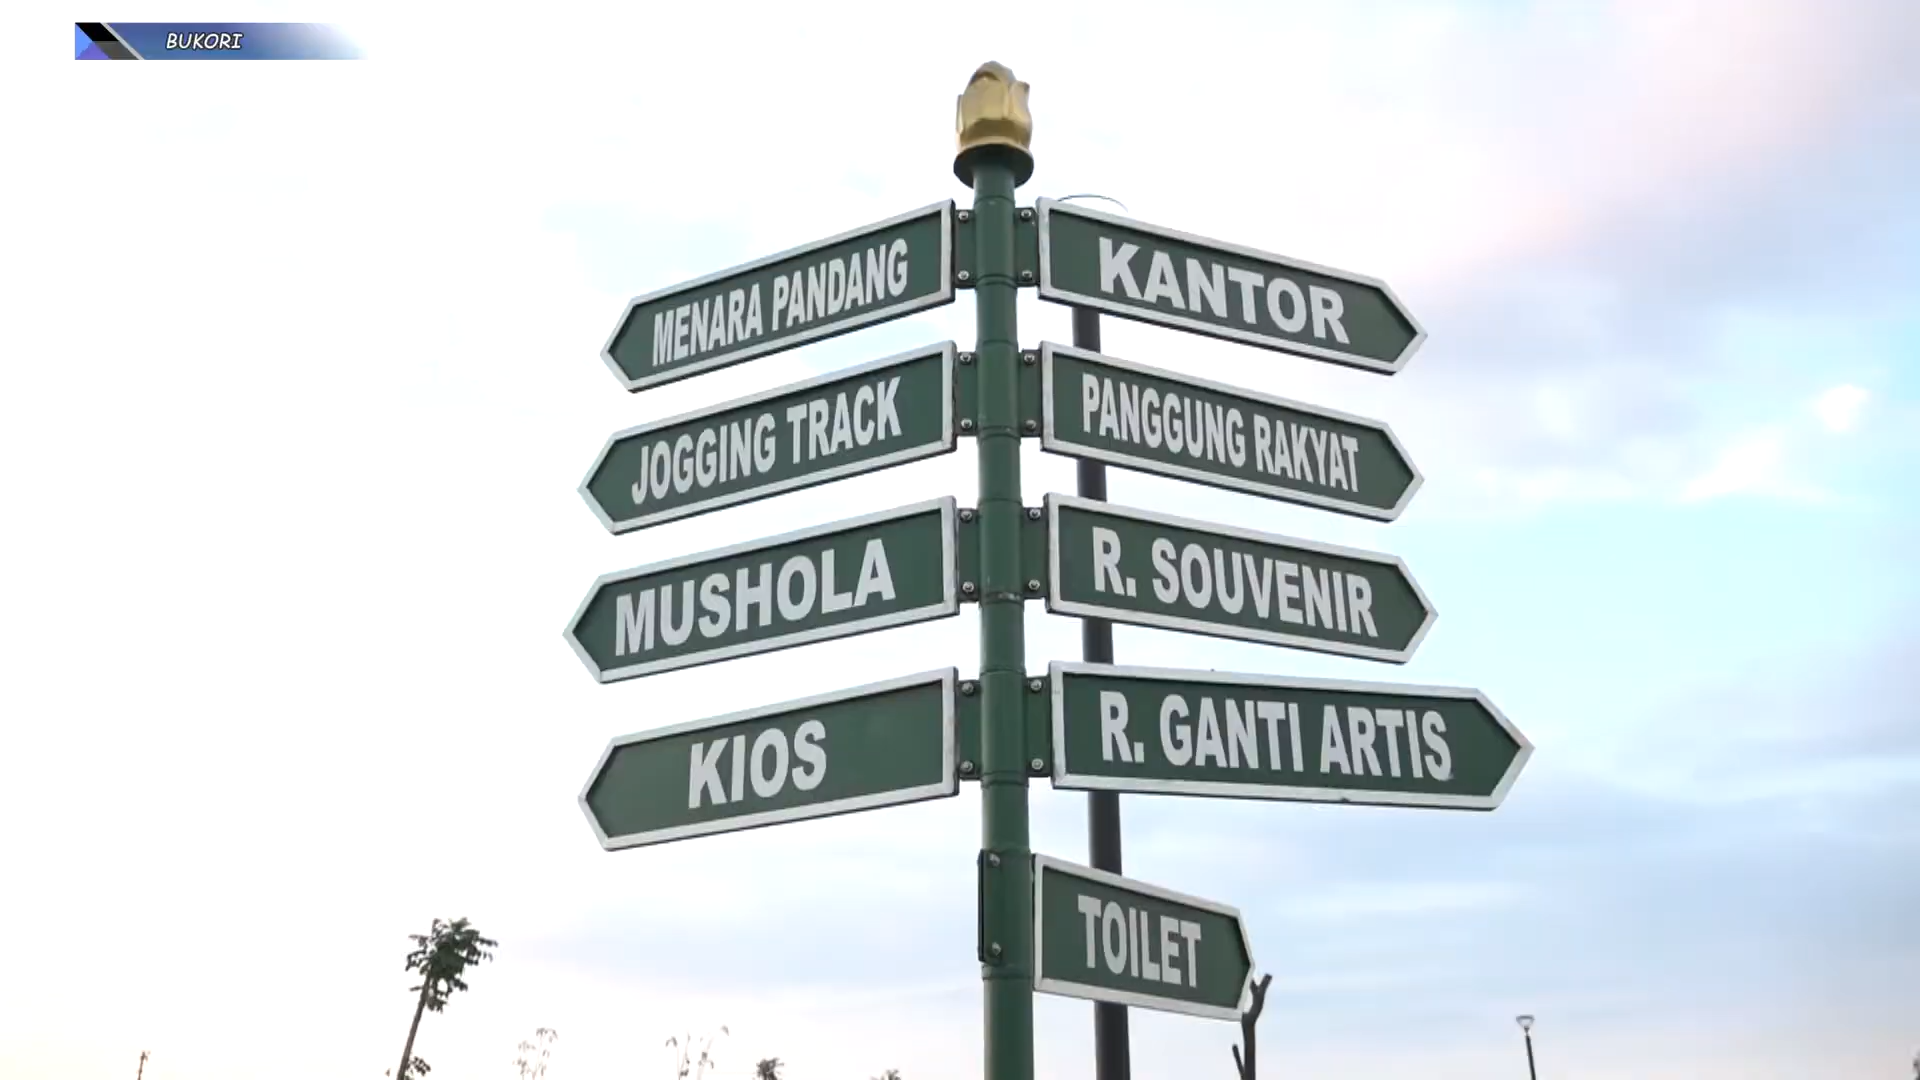 BUKORI
MENARA PANDANG
KANTOR
JOGGING TRACK
PANGGUNG RAKYAT
MUSHOLA
R. SOUVENIR
KIOS
R. GANTI ARTIS
TOILET